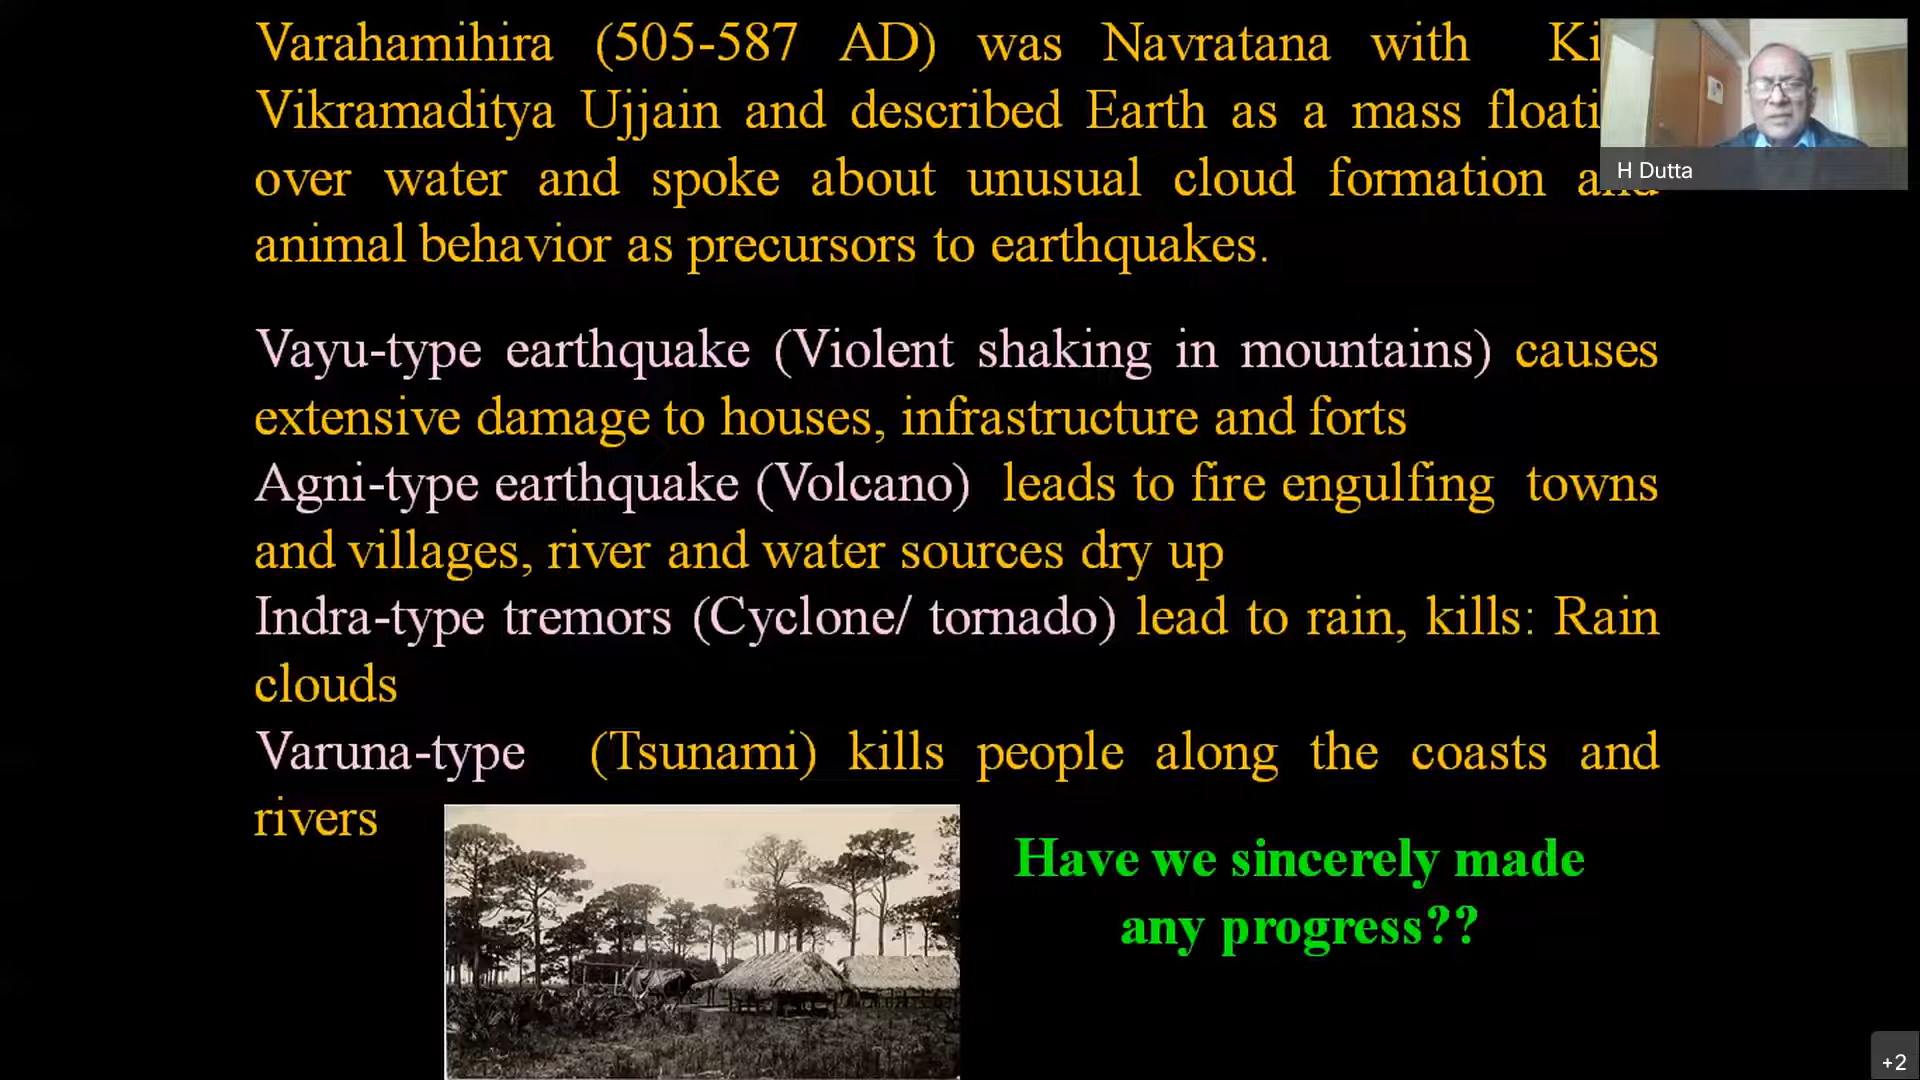 Varahamihira (505-587 AD) was Navratana with
Vikramaditya Ujjain and described Earth as a mass
over water and spoke about unusual cloud formation and
animal behavior as precursors to earthquakes.
Vayu-type earthquake (Violent shaking in mountains) causes
extensive damage to houses, infrastructure and forts
Agni-type earthquake (Volcano) leads to fire engulfing towns
and villages, river and water sources dry up
Indra-type tremors (Cyclone/ tornado) lead to rain, kills: Rain
clouds
Varuna-type (Tsunami) kills people along the coasts and
rivers
Have we sincerely made
any progress??
H Dutta
+2